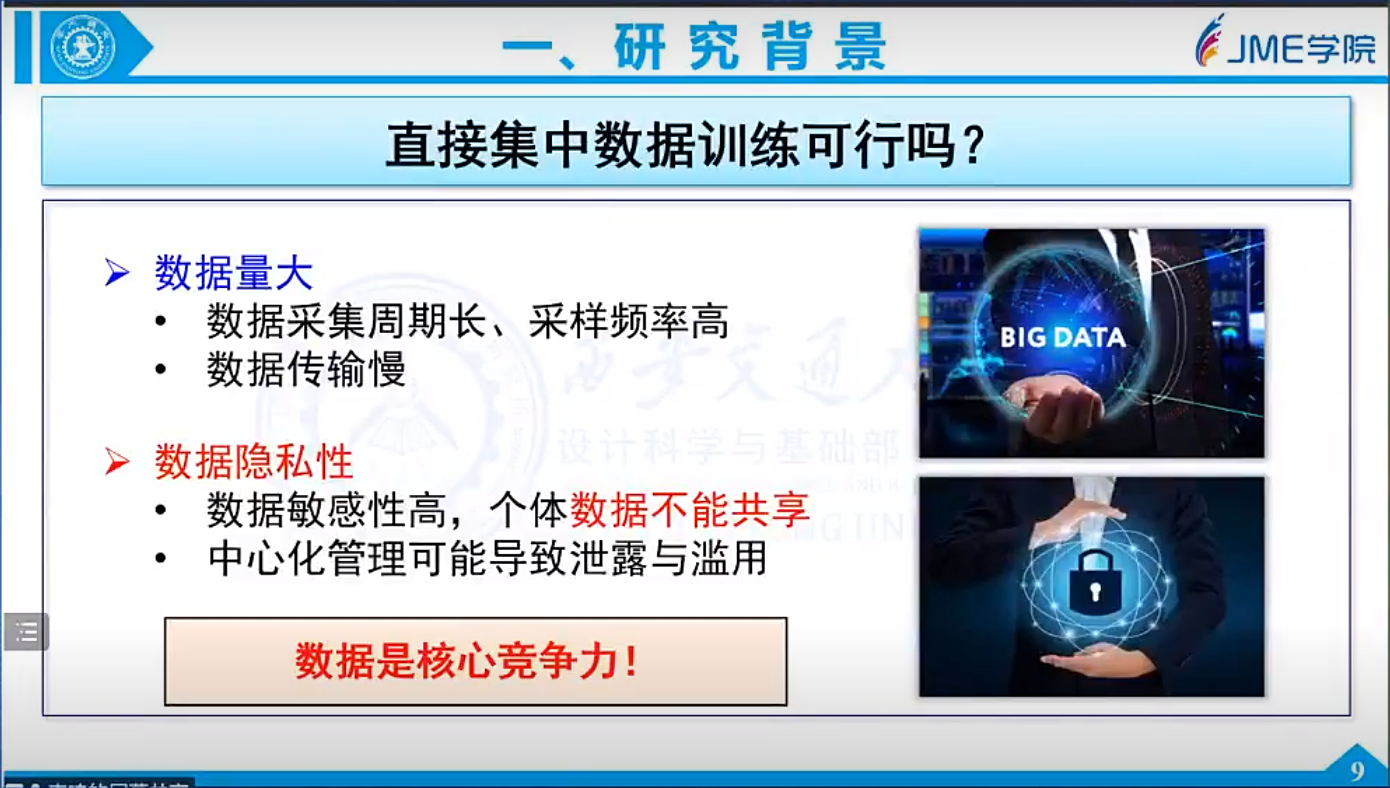 一、研究背景
JME学院
直接集中数据训练可行吗？
➢ 数据量大
• 数据采集周期长、采样频率高
• 数据传输慢
➢ 数据隐私性
• 数据敏感性高，个体数据不能共享
• 中心化管理可能导致泄露与滥用
数据是核心竞争力！
BIG DATA
西安交通大
设计科学与基础部
9